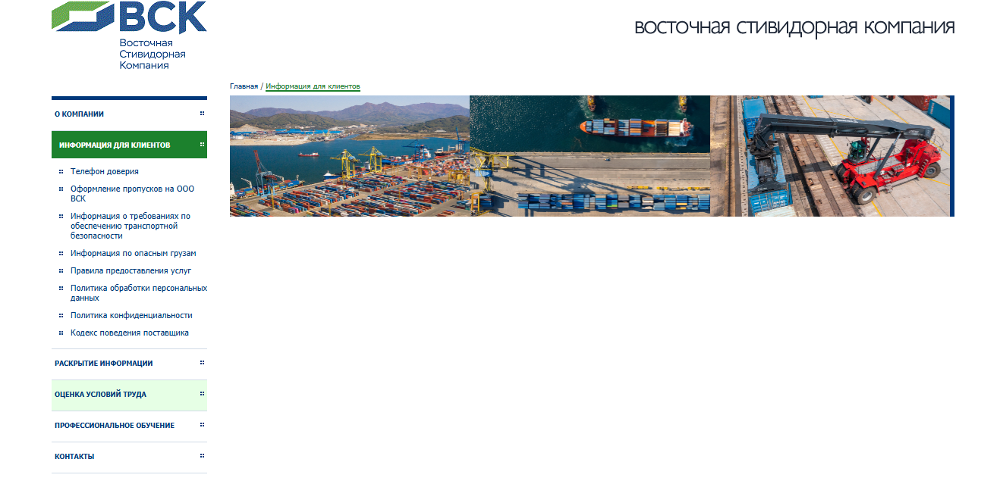 ВСК
Восточная
Стивидорная
Компания
восточная стивидорная компания
Главная / Информация для клиентов
О КОМПАНИИ
ИНФОРМАЦИЯ ДЛЯ КЛИЕНТОВ
Телефон доверия
Оформление пропусков на ООО
ВСК
Информация о требованиях по
обеспечению транспортной
безопасности
Информация по опасным грузам
Правила предоставления услуг
Политика обработки персональных
данных
Политика конфиденциальности
Кодекс поведения поставщика
РАСКРЫТИЕ ИНФОРМАЦИИ
ОЦЕНКА УСЛОВИЙ ТРУДА
ПРОФЕССИОНАЛЬНОЕ ОБУЧЕНИЕ
КОНТАКТЫ